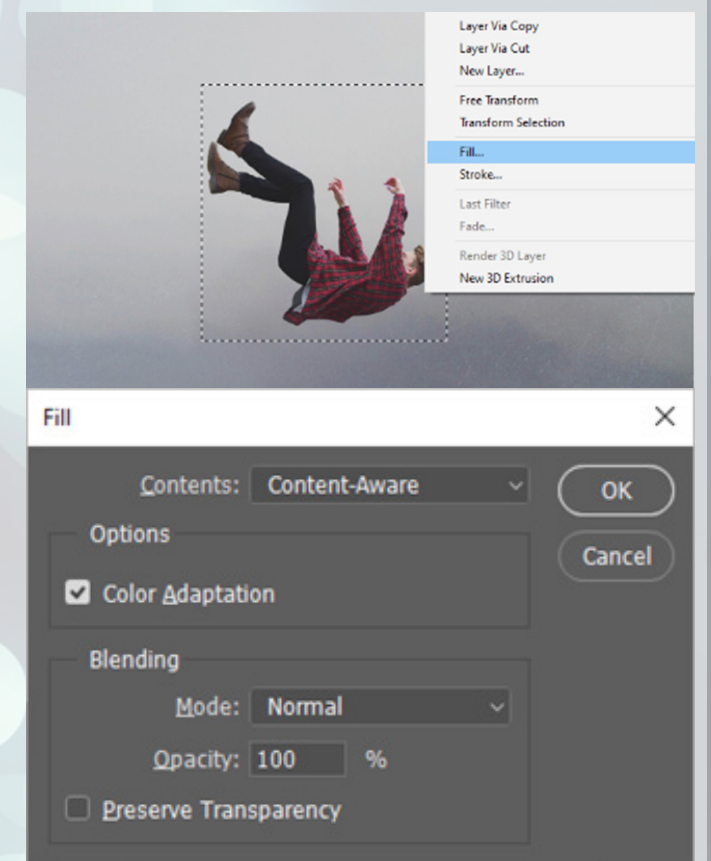 Layer Via Copy
Layer Via Cut
New Layer...
Free Transform
Transform Selection
Fill...
Stroke...
Last Filter
Fade...
Render 3D Layer
New 3D Extrusion
Fill
Contents: Content-Aware
OK
Options
Cancel
Color Adaptation
Blending
Mode: Normal
Opacity: 100 %
Preserve Transparency